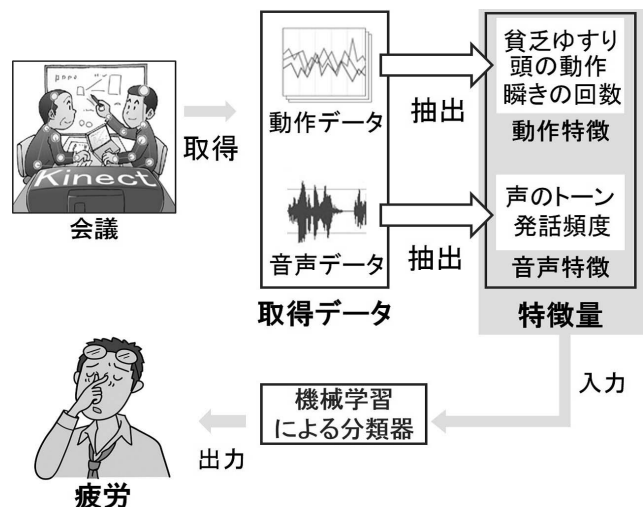 Kinect
会議
取得
動作データ
音声データ
取得データ
抽出
抽出
貧乏ゆすり
頭の動作
瞬きの回数
動作特徴
声のトーン
発話頻度
音声特徴
特徴量
入力
機械学習
による分類器
出力
疲労